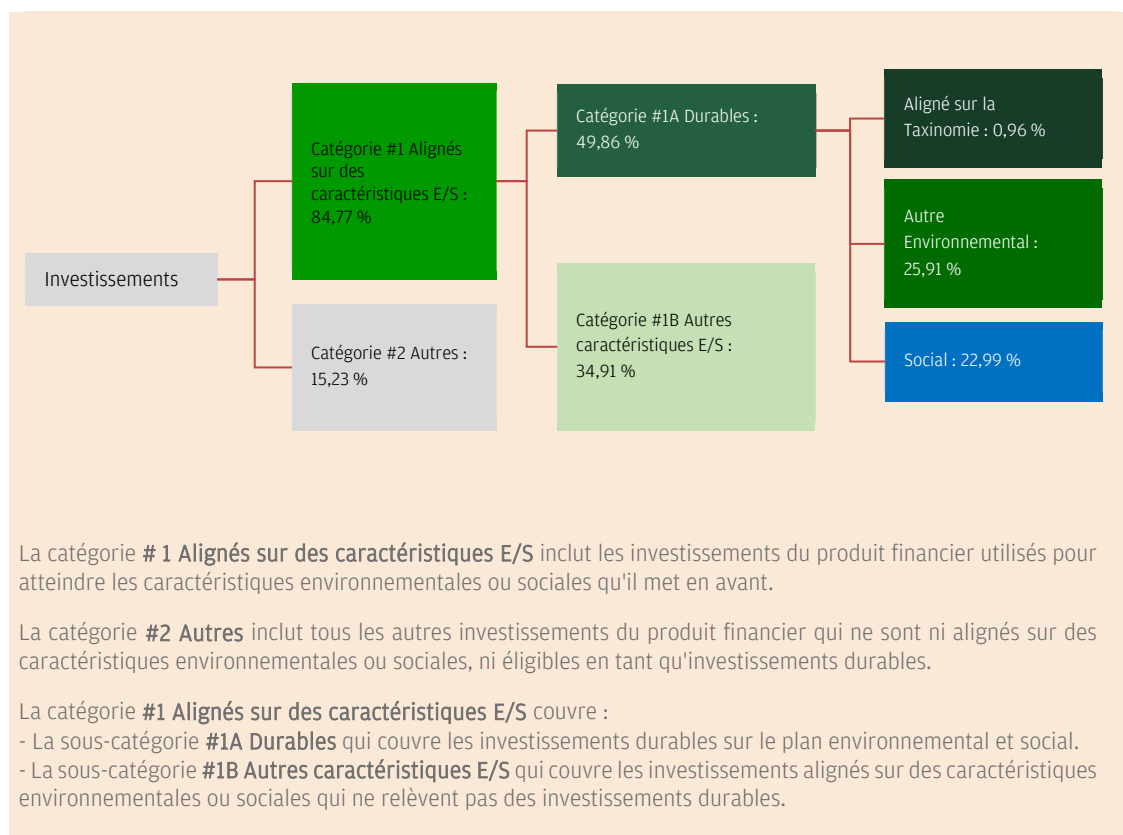 Investissements
Catégorie #1 Alignés
sur des
caractéristiques E/S :
84,77 %
Catégorie #2 Autres :
15,23 %
Catégorie #1A Durables :
49,86 %
Catégorie #1B Autres
caractéristiques E/S :
34,91 %
Aligné sur la
Taxinomie : 0,96 %
Autre
Environnemental :
25,91 %
Social : 22,99 %
La catégorie # 1 Alignés sur des caractéristiques E/S inclut les investissements du produit financier utilisés pour
atteindre les caractéristiques environnementales ou sociales qu'il met en avant.
La catégorie #2 Autres inclut tous les autres investissements du produit financier qui ne sont ni alignés sur des
caractéristiques environnementales ou sociales, ni éligibles en tant qu'investissements durables.
La catégorie #1 Alignés sur des caractéristiques E/S couvre :
- La sous-catégorie #1A Durables qui couvre les investissements durables sur le plan environnemental et social.
- La sous-catégorie #1B Autres caractéristiques E/S qui couvre les investissements alignés sur des caractéristiques
environnementales ou sociales qui ne relèvent pas des investissements durables.